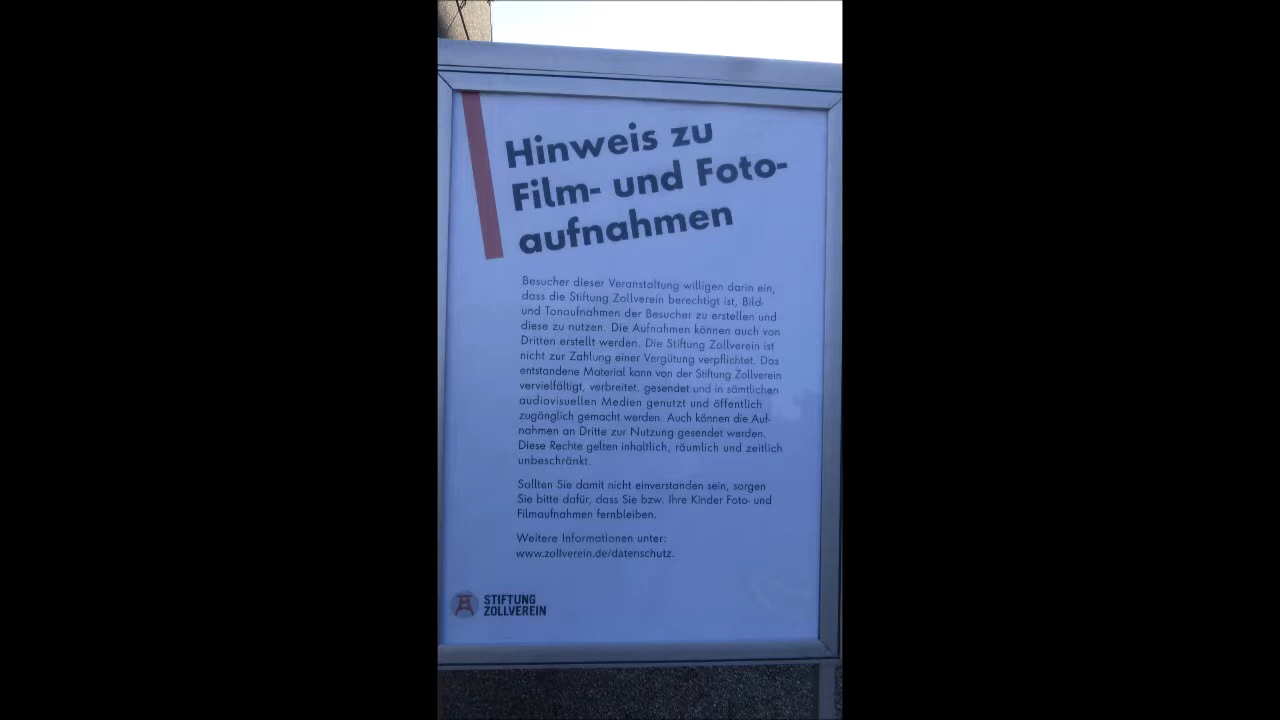 Hinweis zu
Film- und Foto-
aufnahmen
Besucher dieser Veranstaltung willigen darin ein,
dass die Stiftung Zollverein berechtigt ist, Bild-
und Tonaufnahmen der Besucher zu erstellen und
diese zu nutzen. Die Aufnahmen können auch von
Dritten erstellt werden. Die Stiftung Zollverein ist
nicht zur Zahlung einer Vergütung verpflichtet. Das
entstandene Material kann von der Stiftung Zollverein
vervielfältigt, verbreitet, gesendet und in sämtlichen
audiovisuellen Medien genutzt und öffentlich
zugänglich gemacht werden. Auch können die Auf-
nahmen an Dritte zur Nutzung gesendet werden.
Diese Rechte gelten inhaltlich, räumlich und zeitlich
unbeschränkt.
Sollten Sie damit nicht einverstanden sein, sorgen
Sie bitte dafür, dass Sie bzw. Ihre Kinder Foto- und
Filmaufnahmen fernbleiben.
Weitere Informationen unter:
www.zollverein.de/datenschutz.
STIFTUNG
ZOLLVEREIN